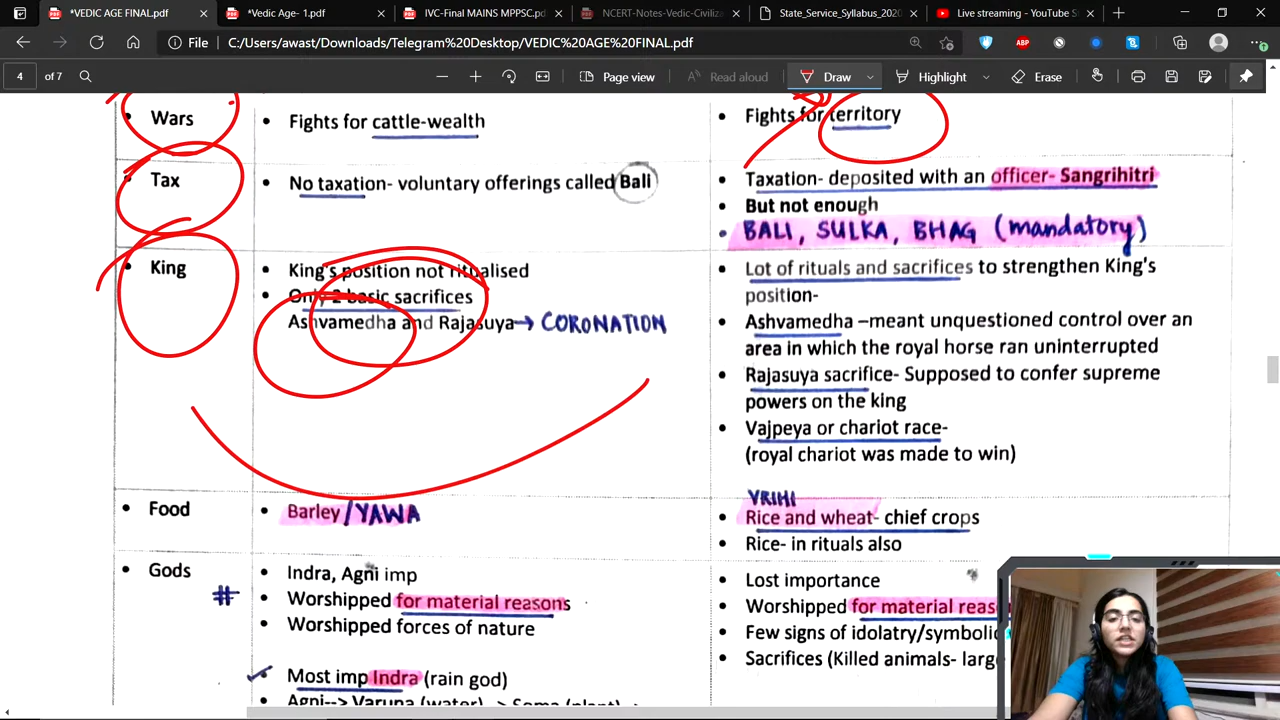 *VEDIC AGE FINAL.pdf
*Vedic Age- 1.pdf
IVC-Final MAINS MPPSC.pd
NCERT-Notes-Vedic-Civiliza
State_Service_Syllabus_2020
Live streaming - YouTube S
File C:/Users/awast/Downloads/Telegram%20Desktop/VEDIC%20AGE%20FINAL.pdf
4 of 7 Page view Read aloud Draw Highlight Erase
Wars
Fights for cattle-wealth
Fights for territory
Tax
No taxation- voluntary offerings called Bali
Taxation- deposited with an officer- Sangrihitri
But not enough
BALI, SULKA, BHAG (mandatory)
King
King's position not ritualised
Only 2 basic sacrifices
Ashvamedha and Rajasuya→ CORONATION
Lot of rituals and sacrifices to strengthen King's
position-
Ashvamedha –meant unquestioned control over an
area in which the royal horse ran uninterrupted
Rajasuya sacrifice- Supposed to confer supreme
powers on the king
Vajpeya or chariot race-
(royal chariot was made to win)
Food
Barley/YAWA
VRIHI
Rice and wheat- chief crops
Rice- in rituals also
Gods
#
Indra, Agni imp
Worshipped for material reasons
Worshipped forces of nature
Most imp Indra (rain god)
Agni--> Varuna (water) -> Soma (plant) ->
Lost importance
Worshipped for material reas
Few signs of idolatry/symbolic
Sacrifices (Killed animals- larg